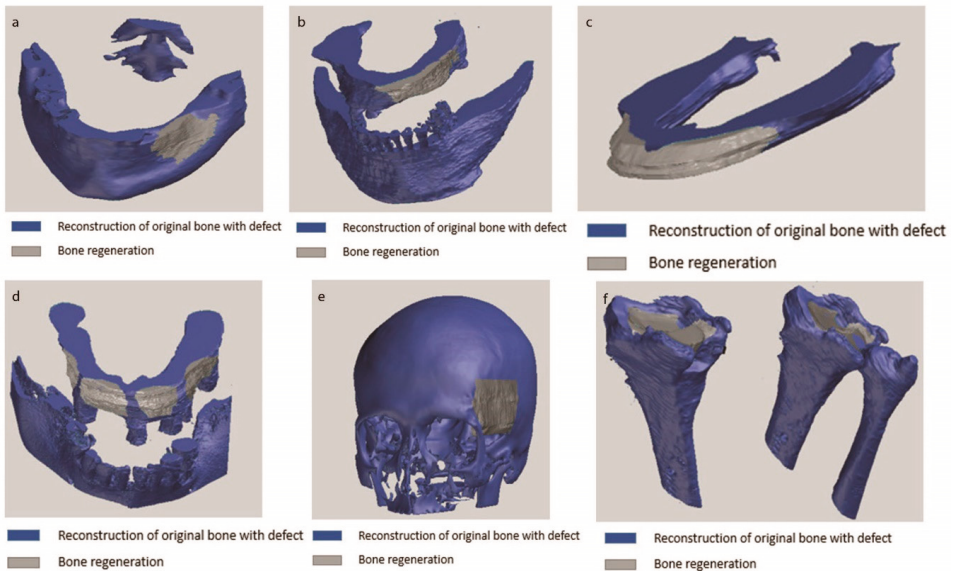 a
b
c
Reconstruction of original bone with defect
Bone regeneration
Reconstruction of original bone with defect
Bone regeneration
Reconstruction of original bone with defect
Bone regeneration
d
e
f
Reconstruction of original bone with defect
Bone regeneration
Reconstruction of original bone with defect
Bone regeneration
Reconstruction of original bone with defect
Bone regeneration